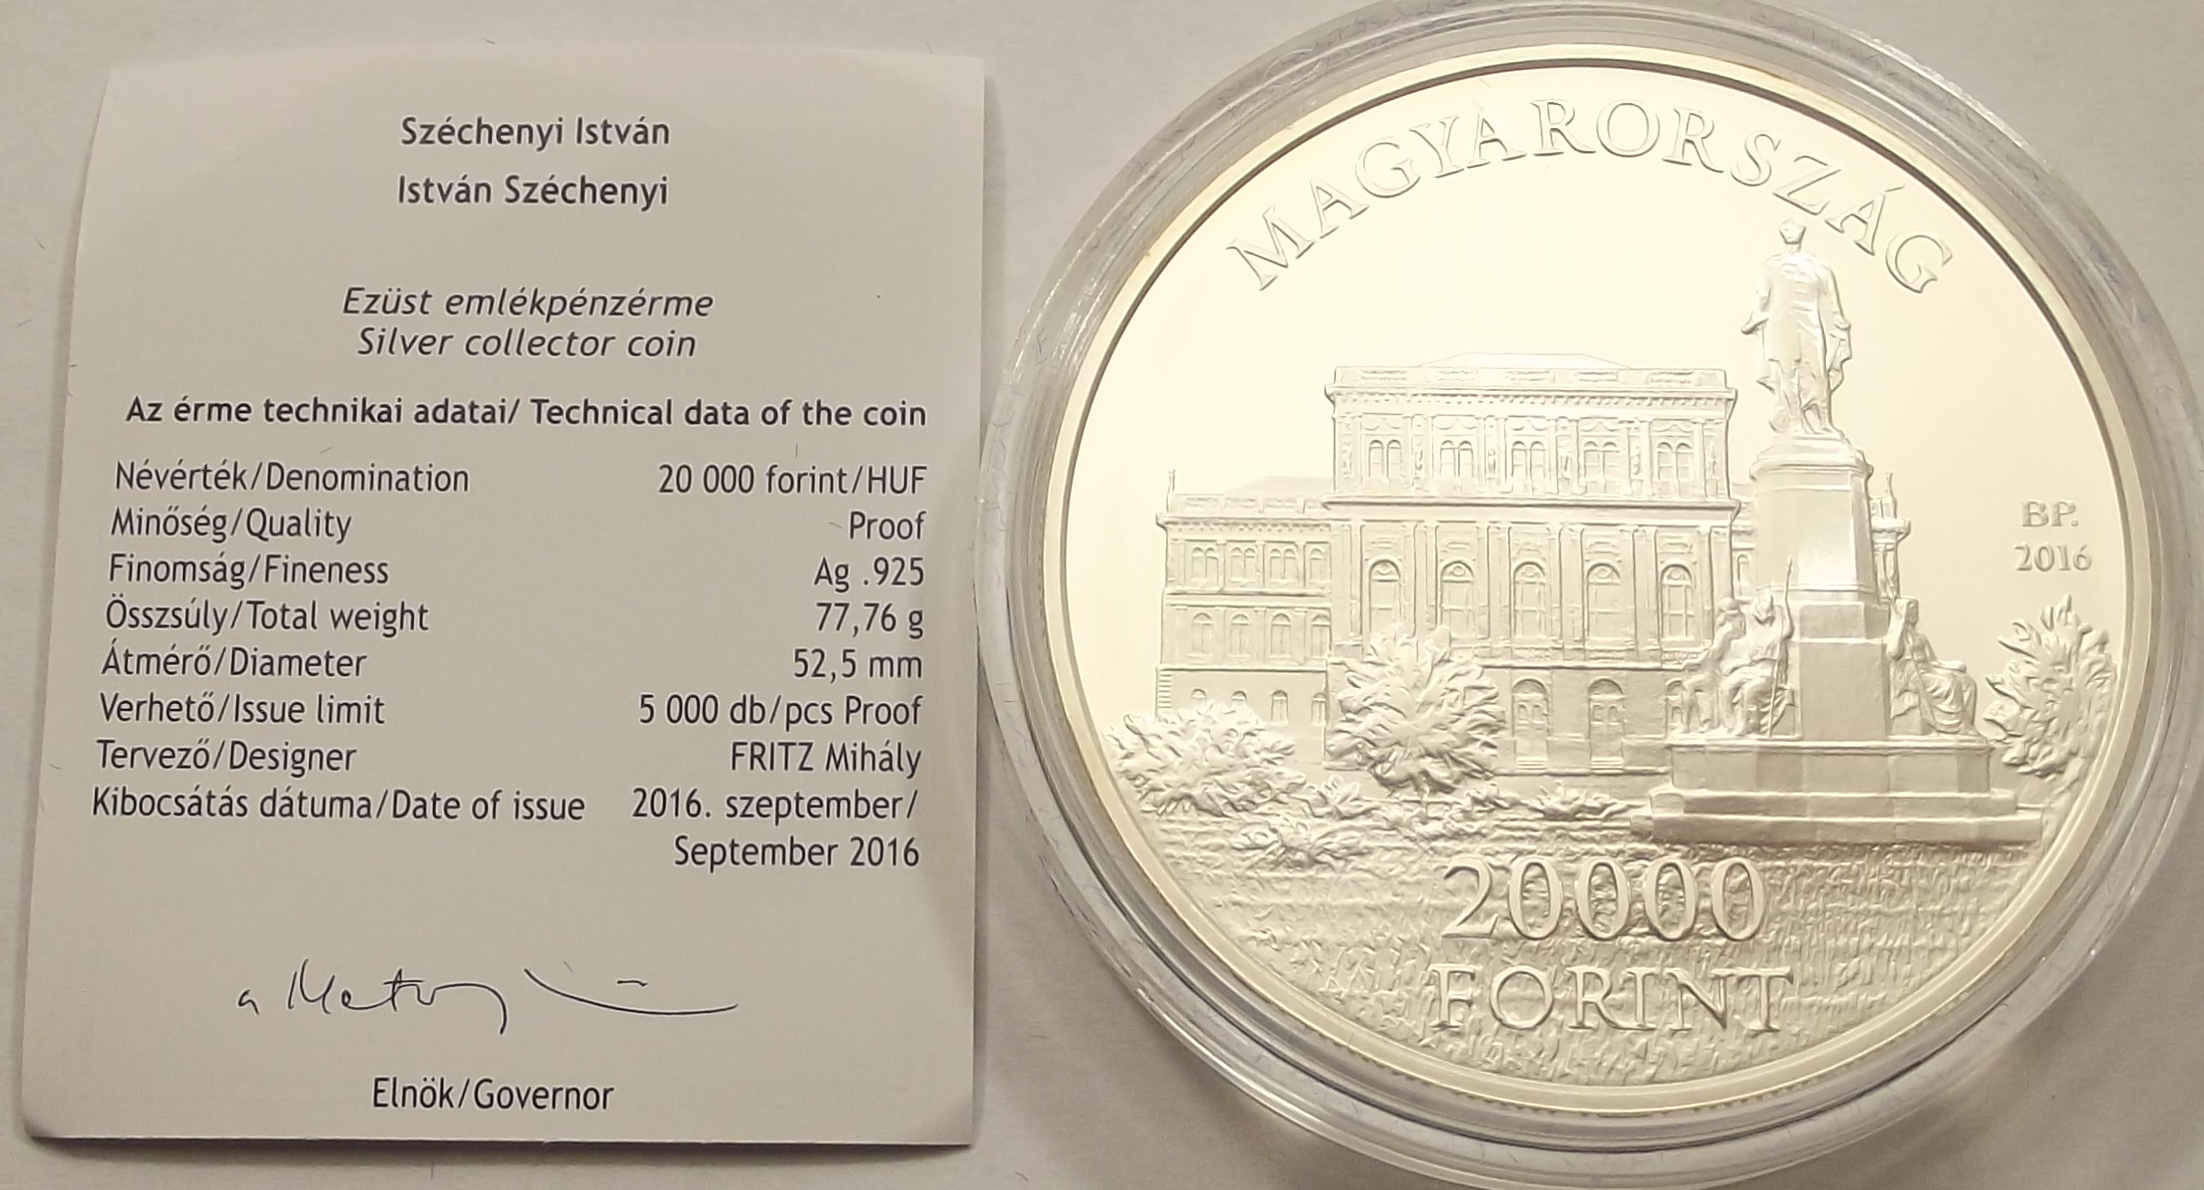 Széchenyi István
István Széchenyi
Ezüst emlékpénzérme
Silver collector coin
Az érme technikai adatai/ Technical data of the coin
Névérték/Denomination 20 000 forint/HUF
Minőség/Quality Proof
Finomság/Fineness Ag .925
Összsúly/Total weight 77,76 g
Átmérő/Diameter 52,5 mm
Verhető/Issue limit 5 000 db/pcs Proof
Tervező/Designer FRITZ Mihály
Kibocsátás dátuma/Date of issue 2016. szeptember/
September 2016
Elnök/Governor
MAGYARORSZÁG
BP.
2016
20000
FORINT